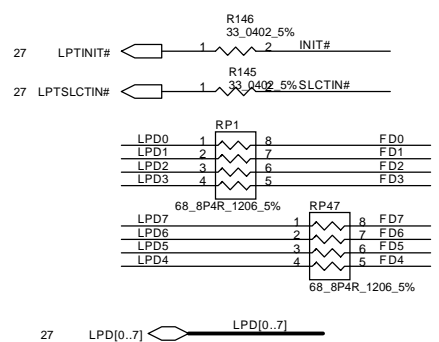 R146
33_0402_5%
27 LPTINIT# 1 2 INIT#
R145
33_0402_5%
27 LPTSLCTIN# 1 2 SLCTIN#
RP1
LPD0 1 8 FD0
LPD1 2 7 FD1
LPD2 3 6 FD2
LPD3 4 5 FD3
68_8P4R_1206_5%
RP47
LPD7 1 8 FD7
LPD6 2 7 FD6
LPD5 3 6 FD5
LPD4 4 5 FD4
68_8P4R_1206_5%
27 LPD[0..7] LPD[0..7]